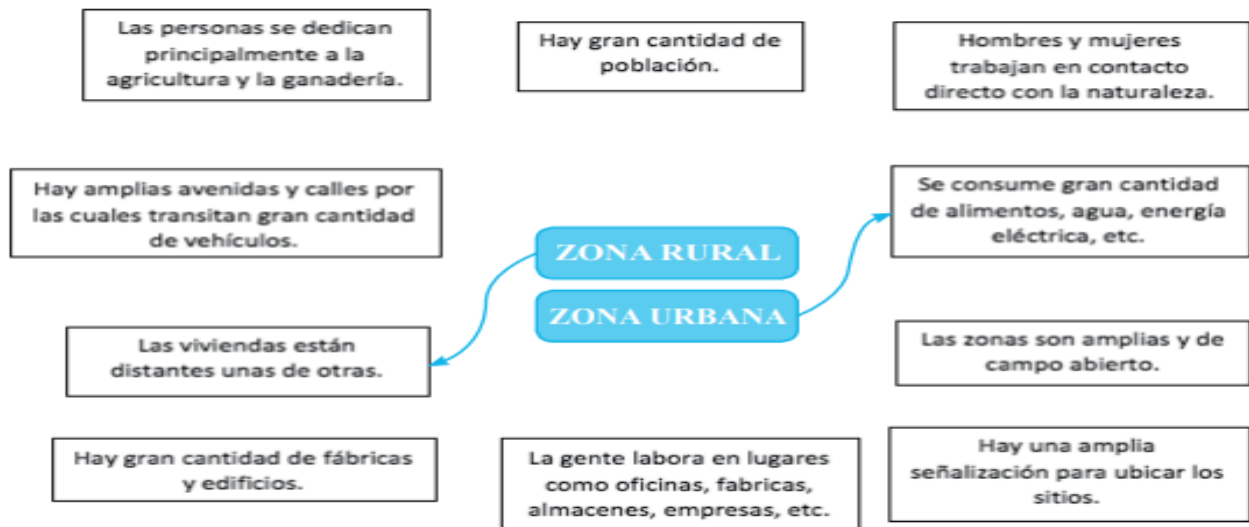 Las personas se dedican
principalmente a la
agricultura y la ganadería.
Hay gran cantidad de
población.
Hombres y mujeres
trabajan en contacto
directo con la naturaleza.
Hay amplias avenidas y calles por
las cuales transitan gran cantidad
de vehículos.
Se consume gran cantidad
de alimentos, agua, energía
eléctrica, etc.
ZONA RURAL
ZONA URBANA
Las viviendas están
distantes unas de otras.
Las zonas son amplias y de
campo abierto.
Hay gran cantidad de fábricas
y edificios.
La gente labora en lugares
como oficinas, fabricas,
almacenes, empresas, etc.
Hay una amplia
señalización para ubicar los
sitios.